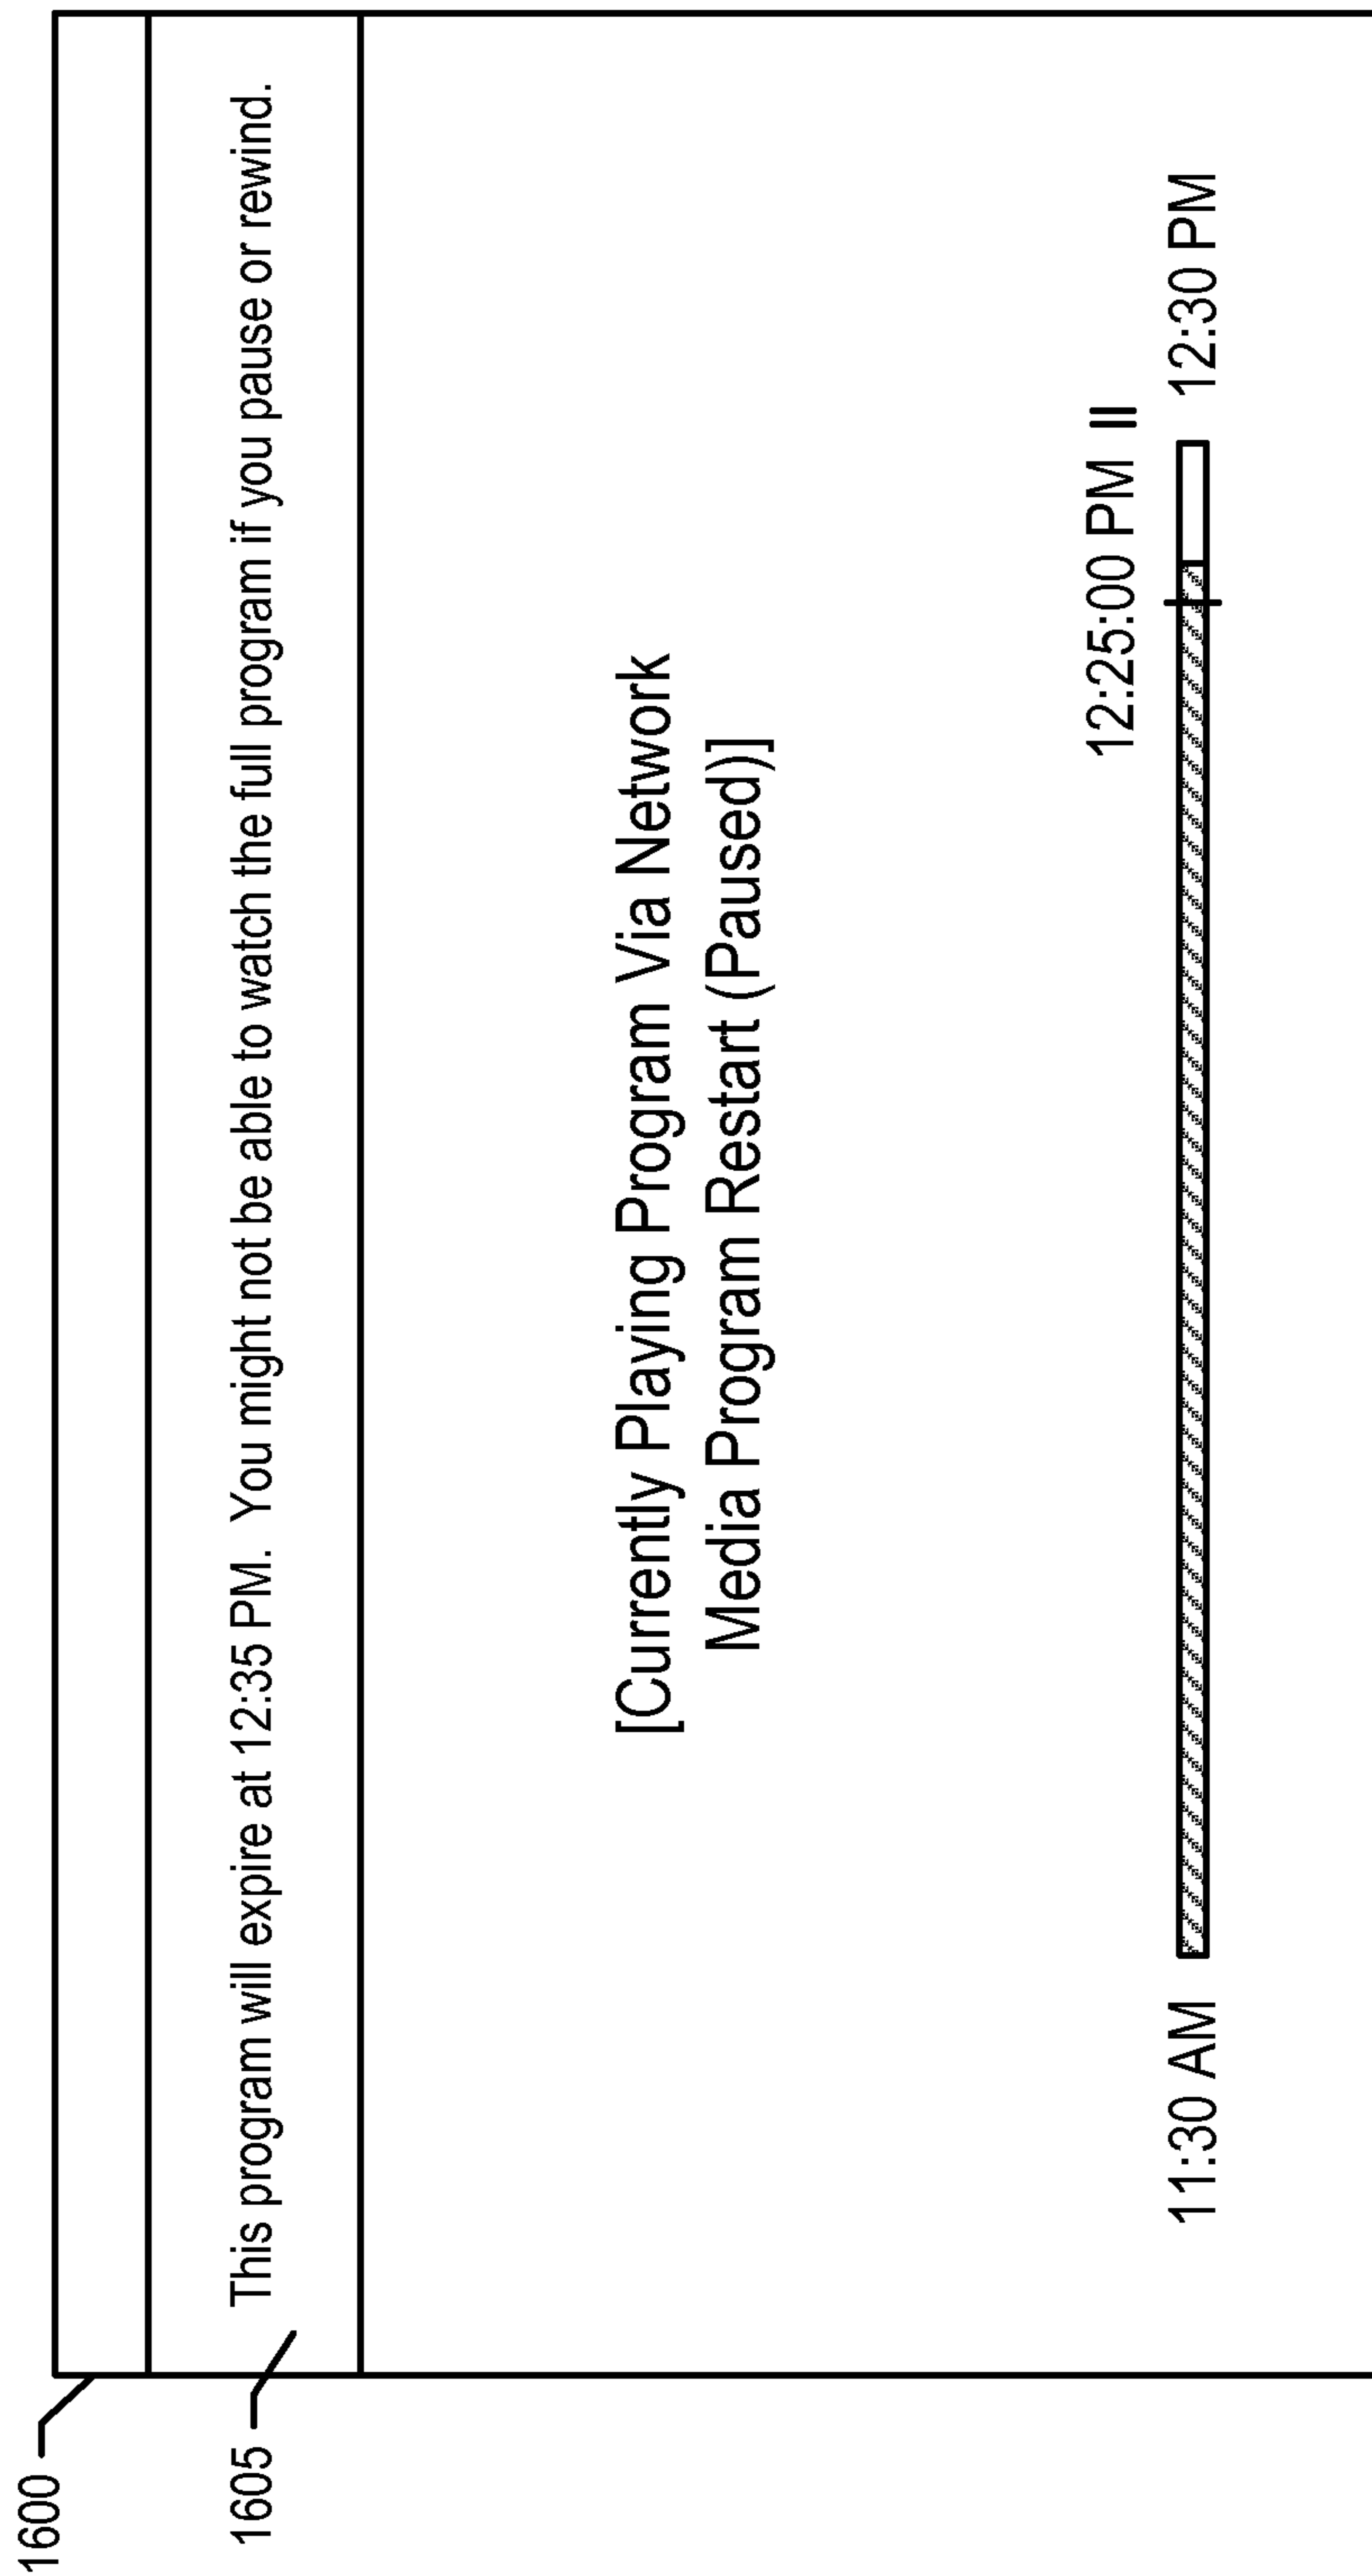 1600
1605
This program will expire at 12:35 PM. You might not be able to watch the full program if you pause or rewind.
[Currently Playing Program Via Network
Media Program Restart (Paused)]
12:25:00 PM
11:30 AM
12:30 PM